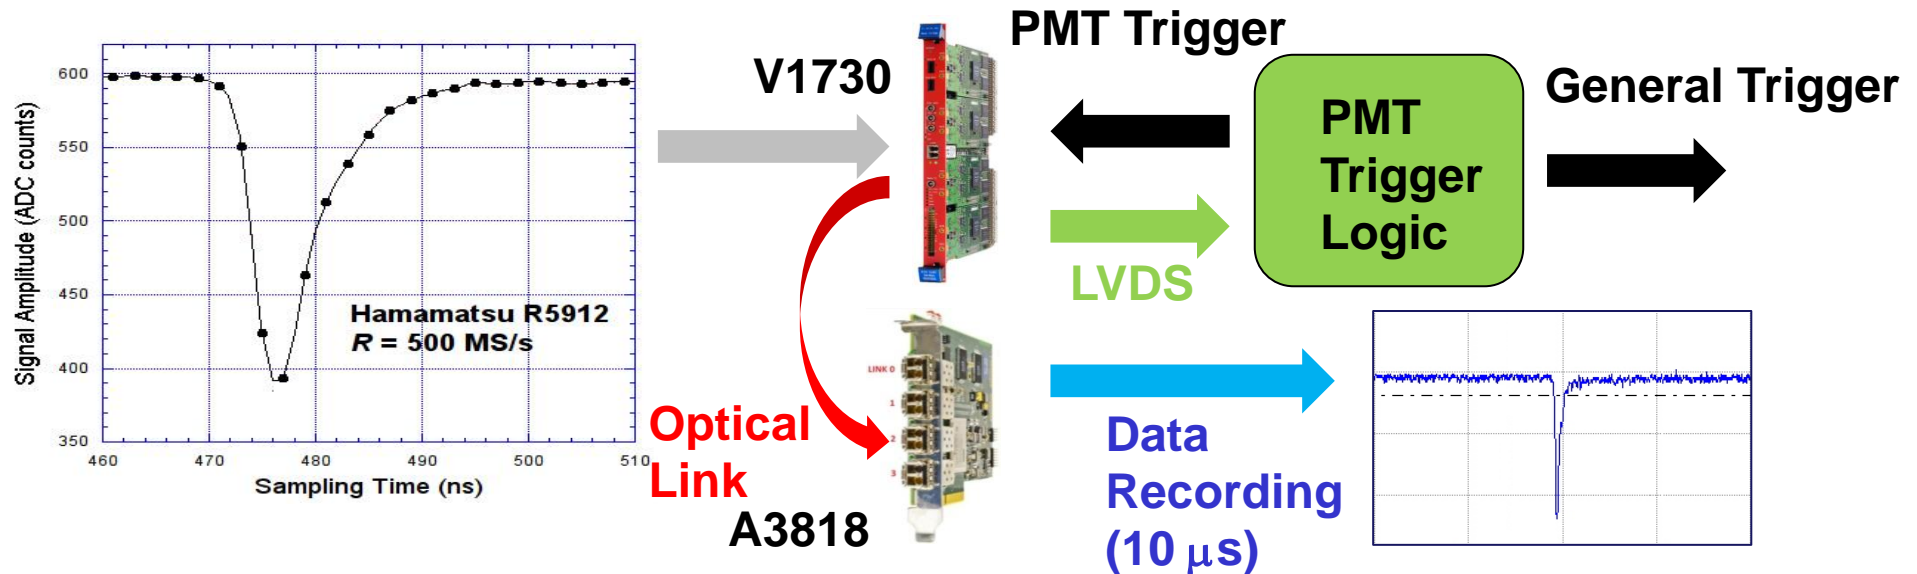 PMT Trigger
V1730
General Trigger
PMT
Trigger
Logic
LVDS
Signal Amplitude (ADC counts)
600
550
500
450
400
350
Hamamatsu R5912
R = 500 MS/s
460
470
480
490
500
510
Sampling Time (ns)
LINK 0
1
2
3
Optical
Link
A3818
Data
Recording
(10 μs)